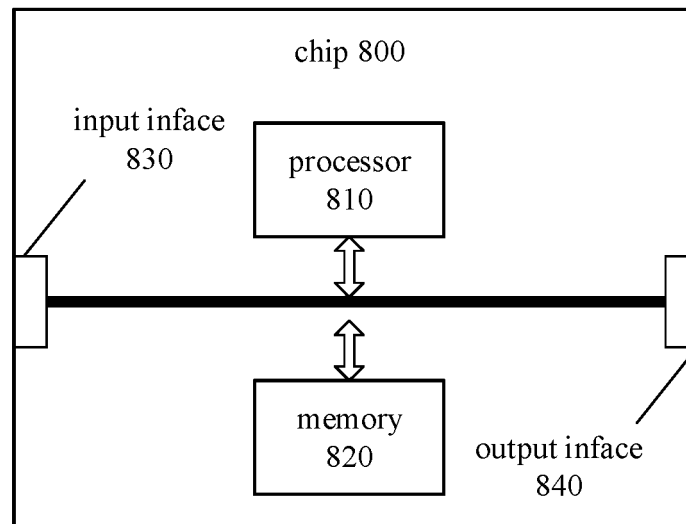 chip 800
input inface
830
processor
810
memory
820
output inface
840